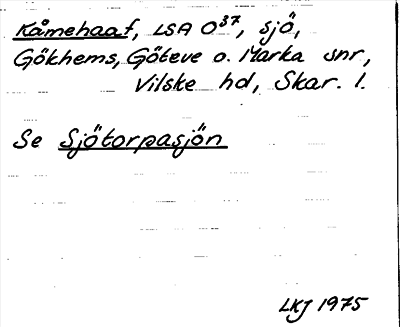 Kåmehaaf, LSA O³⁷, sjö,
Gökhems, Göteve o. Marka snr,
Vilske hd, Skar. l.
Se Sjötorpasjön
LKJ 1975